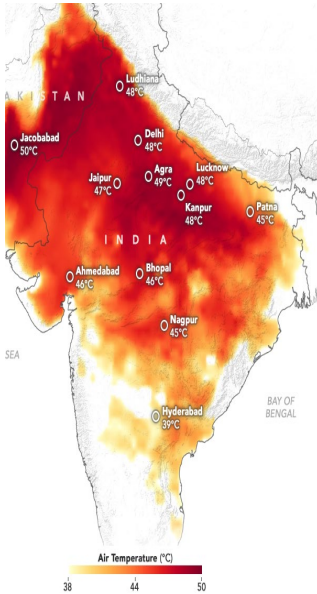 Ludhiana
48°C
AKISTAN
Jacobabad
50°C
Delhi
48°C
Agra
49°C
Lucknow
48°C
Jaipur
47°C
Kanpur
48°C
Patna
45°C
INDIA
Ahmedabad
46°C
Bhopal
46°C
Nagpur
45°C
SEA
BAY OF
BENGAL
Hyderabad
39°C
Air Temperature (°C)
38 44 50